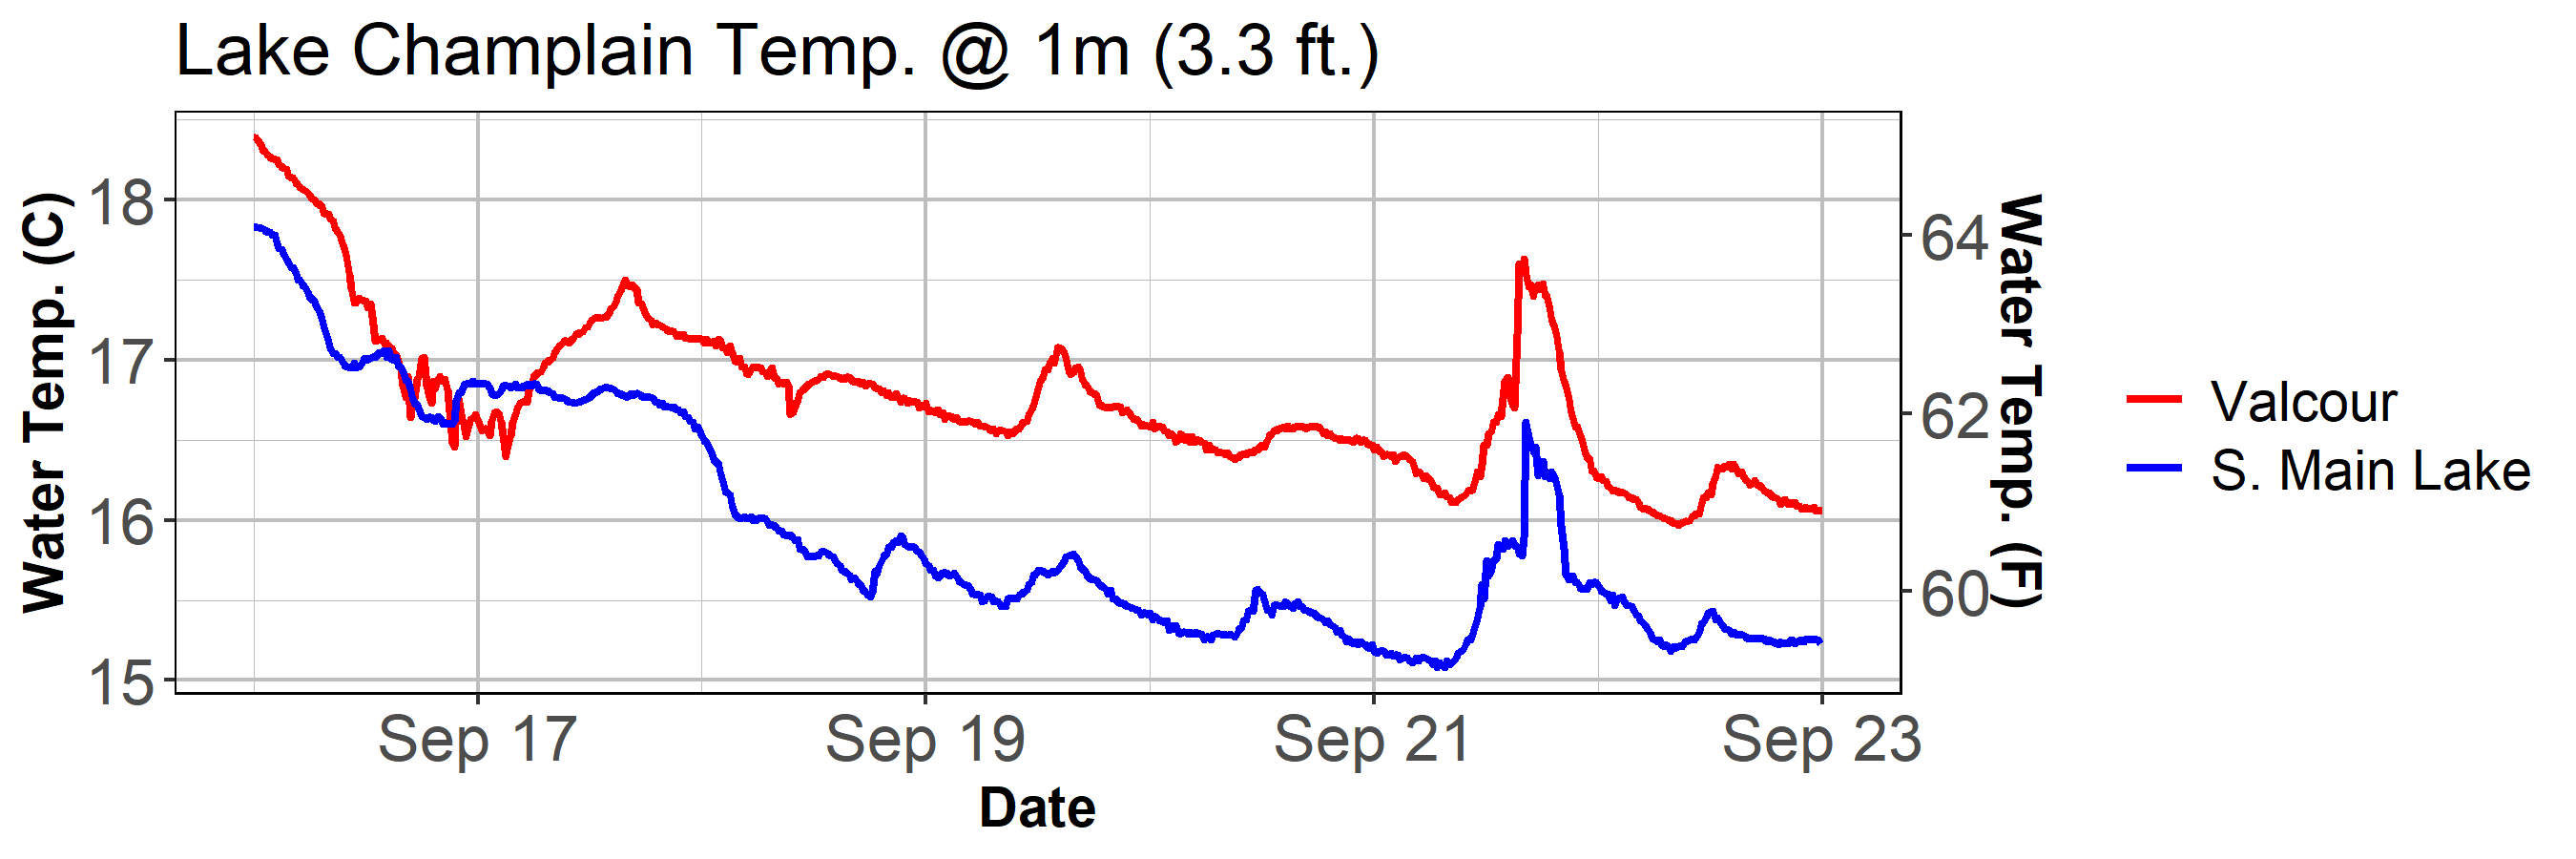 Lake Champlain Temp. @ 1m (3.3 ft.)
Water Temp. (C)
18
17
16
15
64
62
60
Water Temp. (F)
Sep 17
Sep 19
Sep 21
Sep 23
Date
Valcour
S. Main Lake